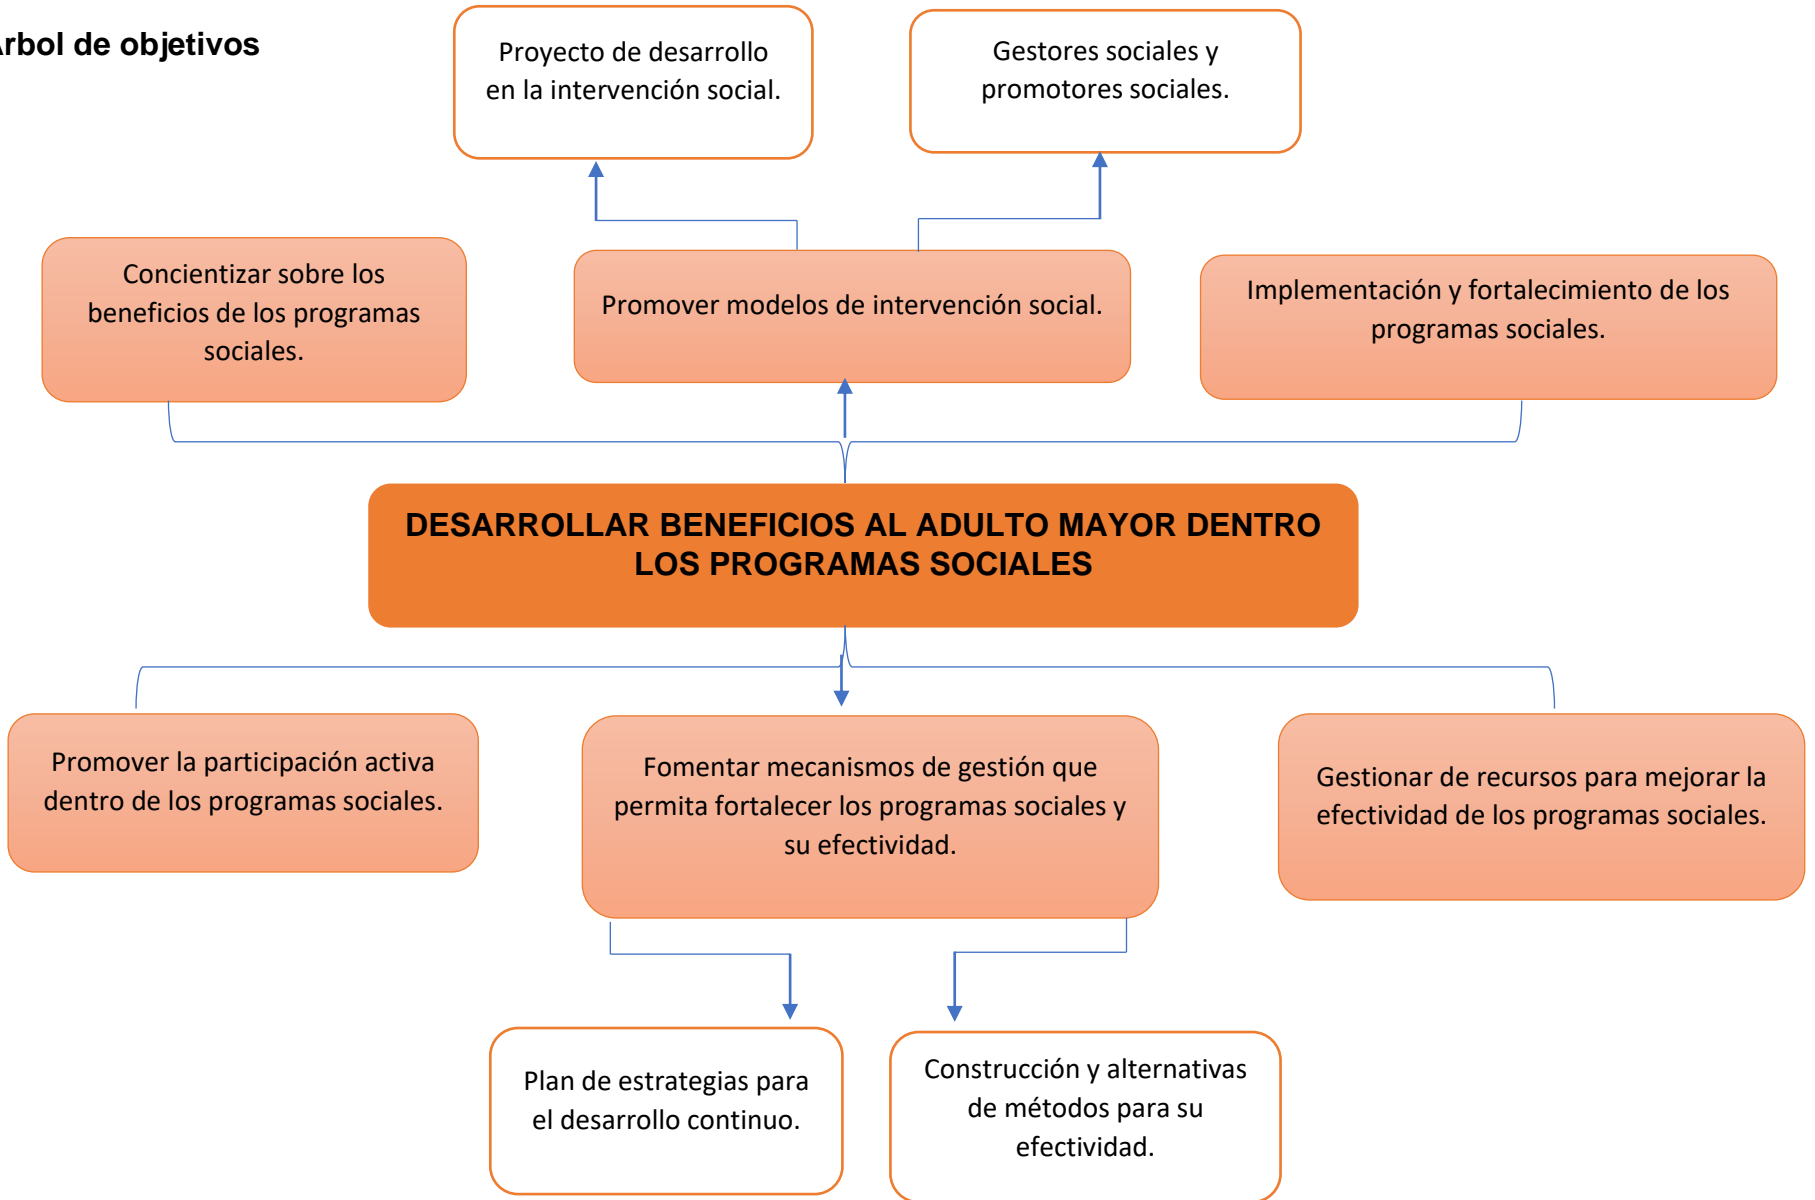 rbol de objetivos
Proyecto de desarrollo
en la intervención social.
Gestores sociales y
promotores sociales.
Concientizar sobre los
beneficios de los programas
sociales.
Promover modelos de intervención social.
Implementación y fortalecimiento de los
programas sociales.
DESARROLLAR BENEFICIOS AL ADULTO MAYOR DENTRO
LOS PROGRAMAS SOCIALES
Promover la participación activa
dentro de los programas sociales.
Fomentar mecanismos de gestión que
permita fortalecer los programas sociales y
su efectividad.
Gestionar de recursos para mejorar la
efectividad de los programas sociales.
Plan de estrategias para
el desarrollo continuo.
Construcción y alternativas
de métodos para su
efectividad.